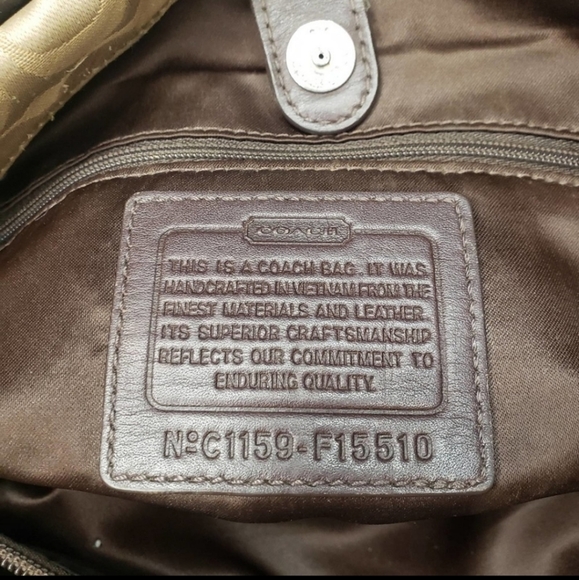 COACH
THIS IS A COACH BAG. IT WAS
HANDCRAFTED IN VIETNAM FROM THE
FINEST MATERIALS AND LEATHER.
ITS SUPERIOR CRAFTSMANSHIP
REFLECTS OUR COMMITMENT TO
ENDURING QUALITY.
NºC1159-F15510